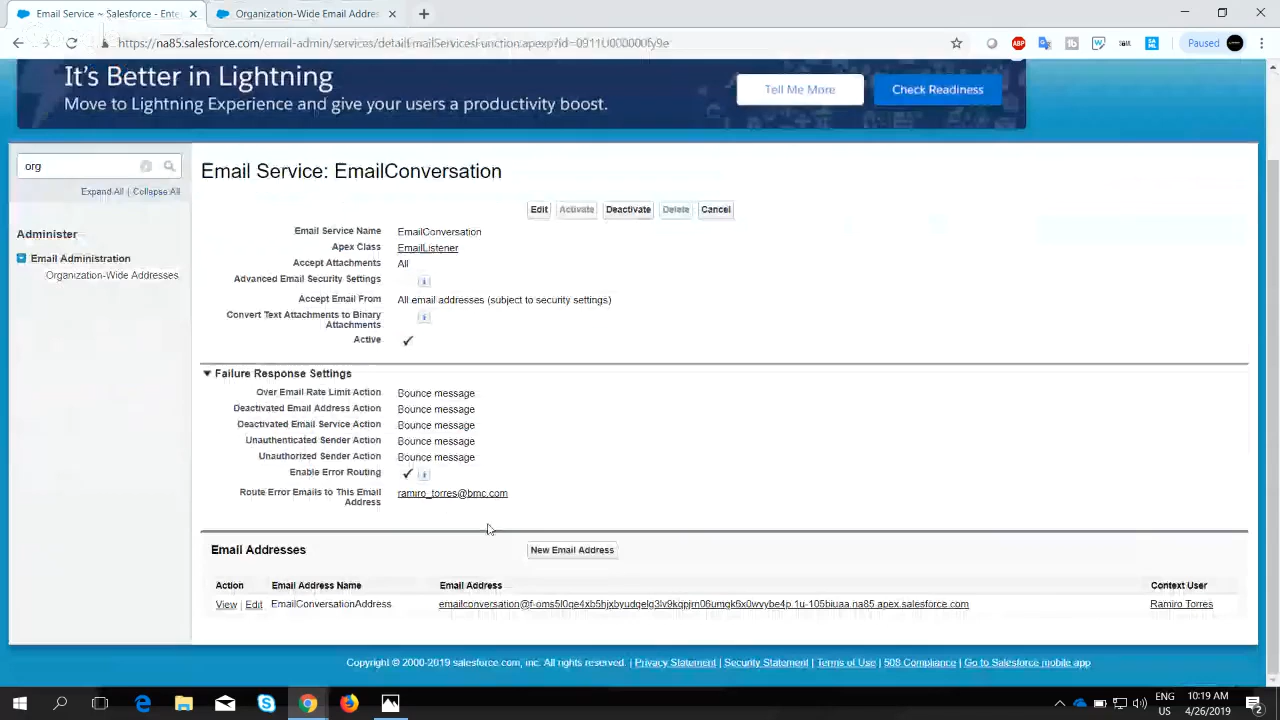 Email Service ~ Salesforce - Ente
Organization-Wide Email Addres
https://na85.salesforce.com/email-admin/services/detailEmailServicesFunction.apexp?id=0911U000000fy9e
ABP
Paused
It's Better in Lightning
Move to Lightning Experience and give your users a productivity boost.
Tell Me More
Check Readiness
org
Expand All | Collapse All
Administer
Email Administration
Organization-Wide Addresses
Email Service: EmailConversation
Edit Activate Deactivate Delete Cancel
Email Service Name EmailConversation
Apex Class EmailListener
Accept Attachments All
Advanced Email Security Settings
Accept Email From All email addresses (subject to security settings)
Convert Text Attachments to Binary
Attachments
Active
Failure Response Settings
Over Email Rate Limit Action Bounce message
Deactivated Email Address Action Bounce message
Deactivated Email Service Action Bounce message
Unauthenticated Sender Action Bounce message
Unauthorized Sender Action Bounce message
Enable Error Routing
Route Error Emails to This Email ramiro_torres@bmc.com
Address
Email Addresses New Email Address
Action Email Address Name Email Address Context User
View | Edit EmailConversationAddress Ramiro Torres
Copyright © 2000-2019 salesforce.com, inc. All rights reserved. | Privacy Statement | Security Statement | Terms of Use | 508 Compliance | Go to Salesforce mobile app
ENG 10:19 AM
US 4/26/2019
2